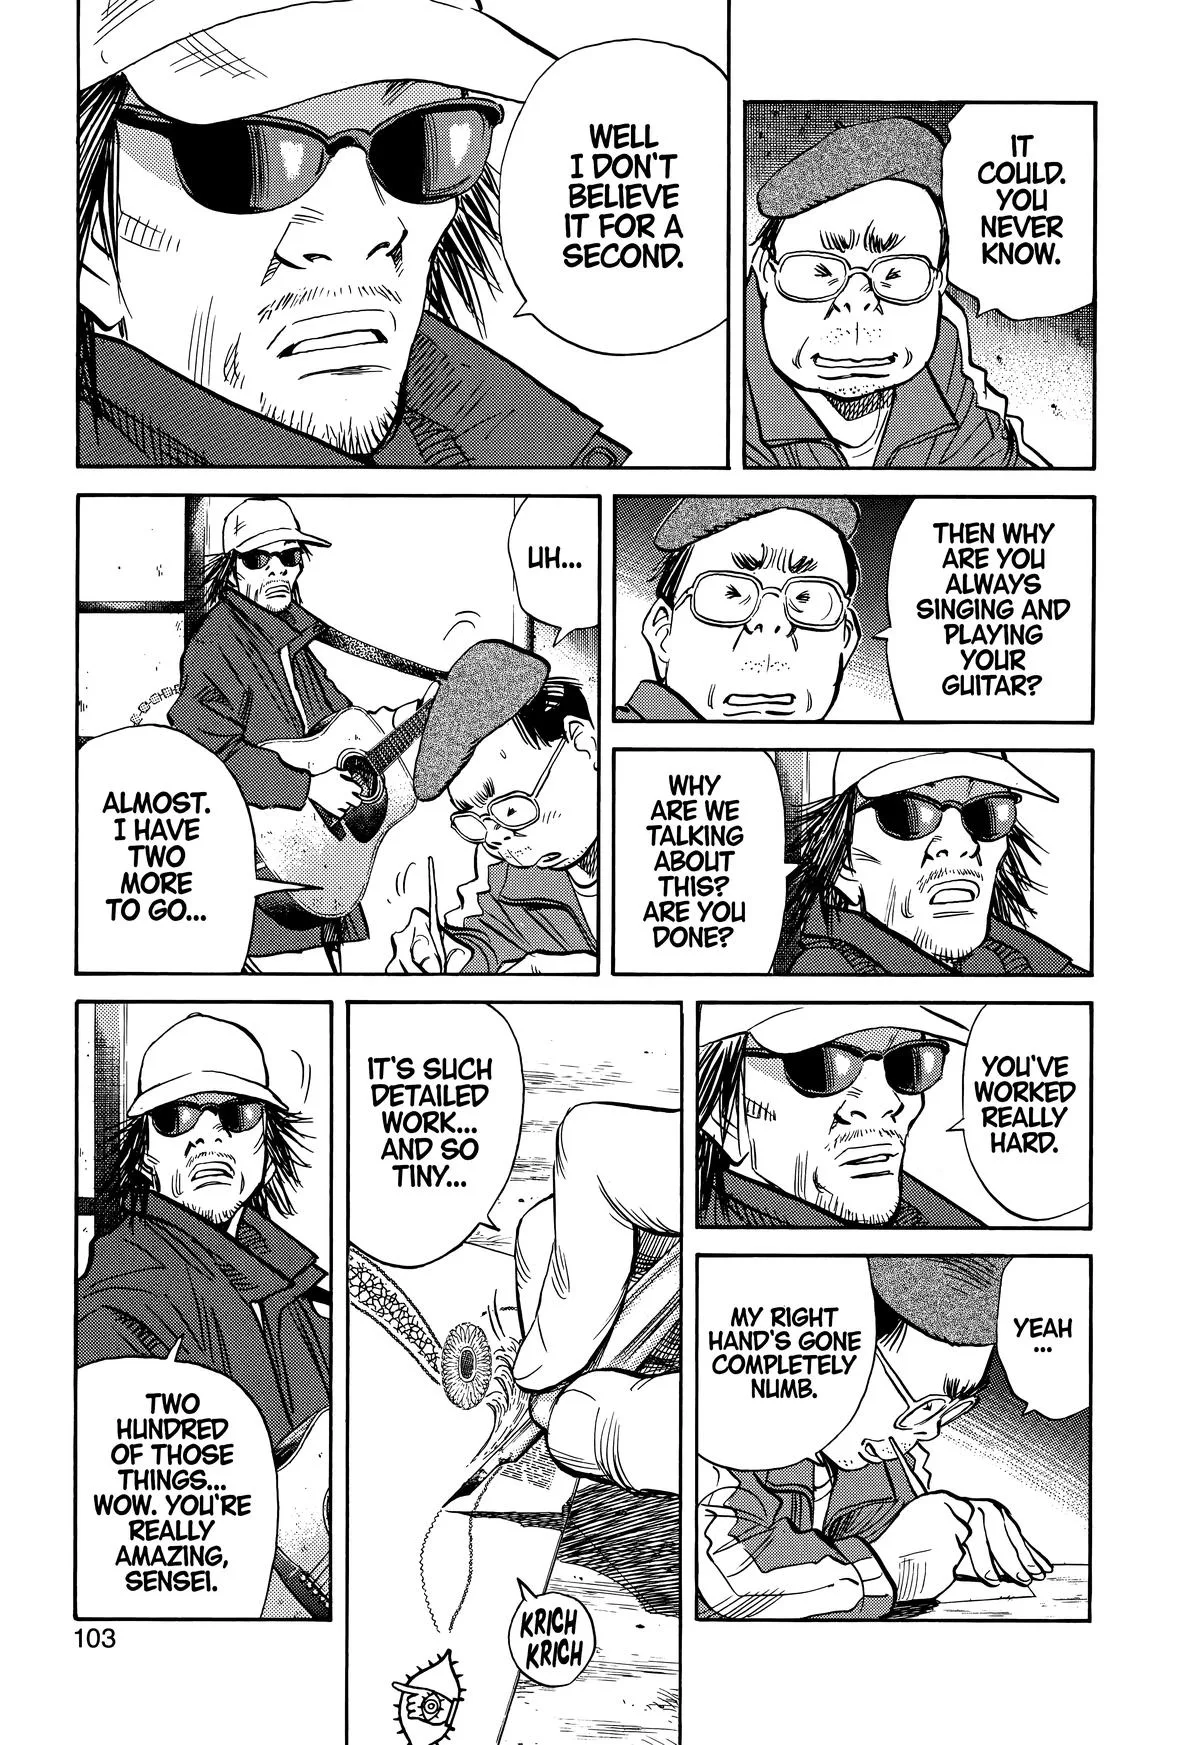 IT
COULD.
YOU
NEVER
KNOW.
WELL
I DON'T
BELIEVE
IT FOR A
SECOND.
THEN WHY
ARE YOU
ALWAYS
SINGING AND
PLAYING
YOUR
GUITAR?
WHY
ARE WE
TALKING
ABOUT
THIS?
ARE YOU
DONE?
UH...
ALMOST.
I HAVE
TWO
MORE
TO GO...
YOU'VE
WORKED
REALLY
HARD.
YEAH
...
MY RIGHT
HAND'S GONE
COMPLETELY
NUMB.
IT'S SUCH
DETAILED
WORK...
AND SO
TINY...
KRICH
KRICH
TWO
HUNDRED
OF THOSE
THINGS...
WOW. YOU'RE
REALLY
AMAZING,
SENSEI.
103